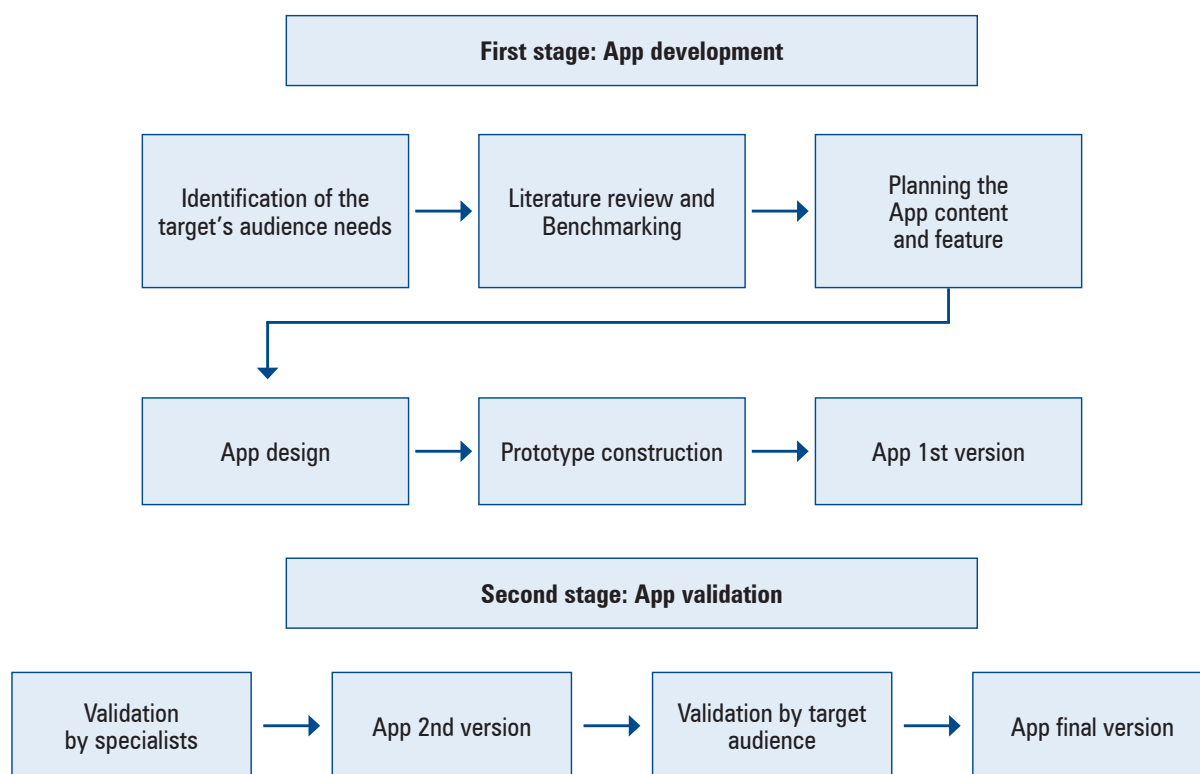 First stage: App development
Identification of the
target’s audience needs
Literature review and
Benchmarking
Planning the
App content
and feature
App design
Prototype construction
App 1st version
Second stage: App validation
Validation
by specialists
App 2nd version
Validation by target
audience
App final version